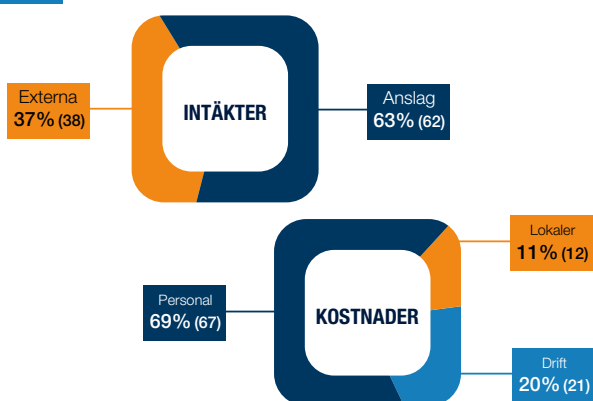 Externa
37% (38)
INTÄKTER
Anslag
63% (62)
Lokaler
11% (12)
Personal
69% (67)
KOSTNADER
Drift
20% (21)